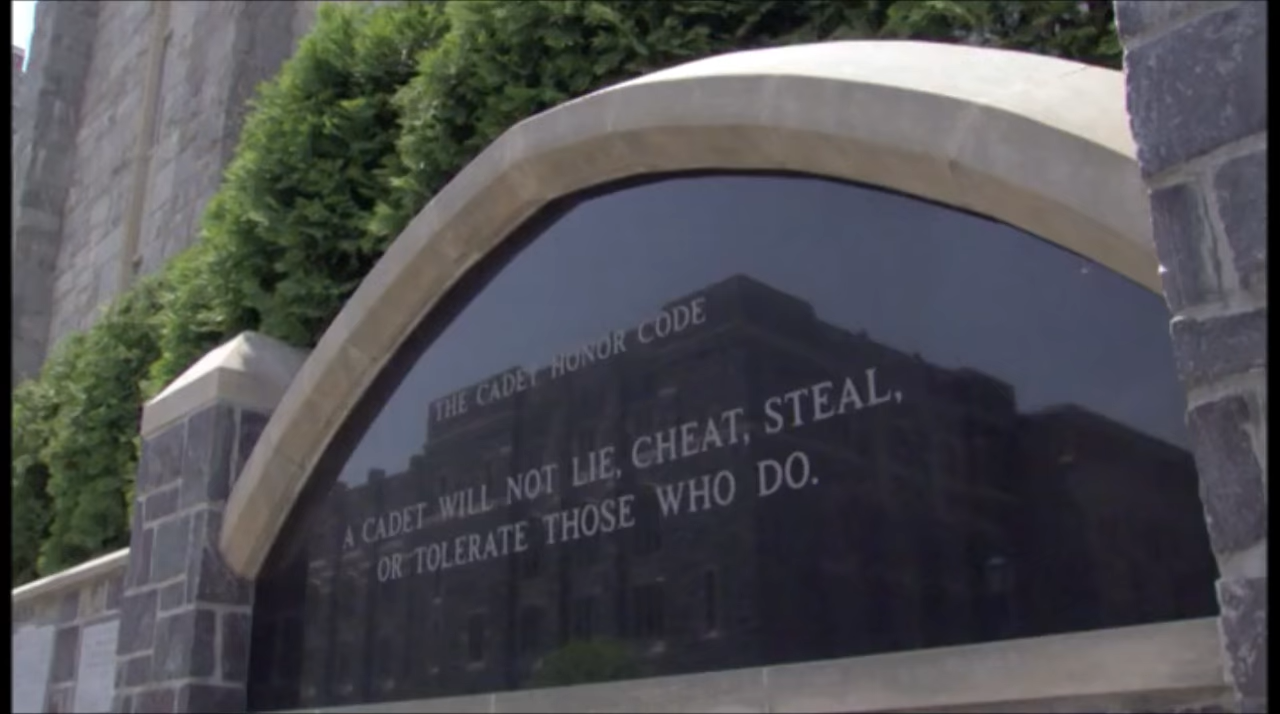 THE CADET HONOR CODE
A CADET WILL NOT LIE, CHEAT, STEAL,
OR TOLERATE THOSE WHO DO.